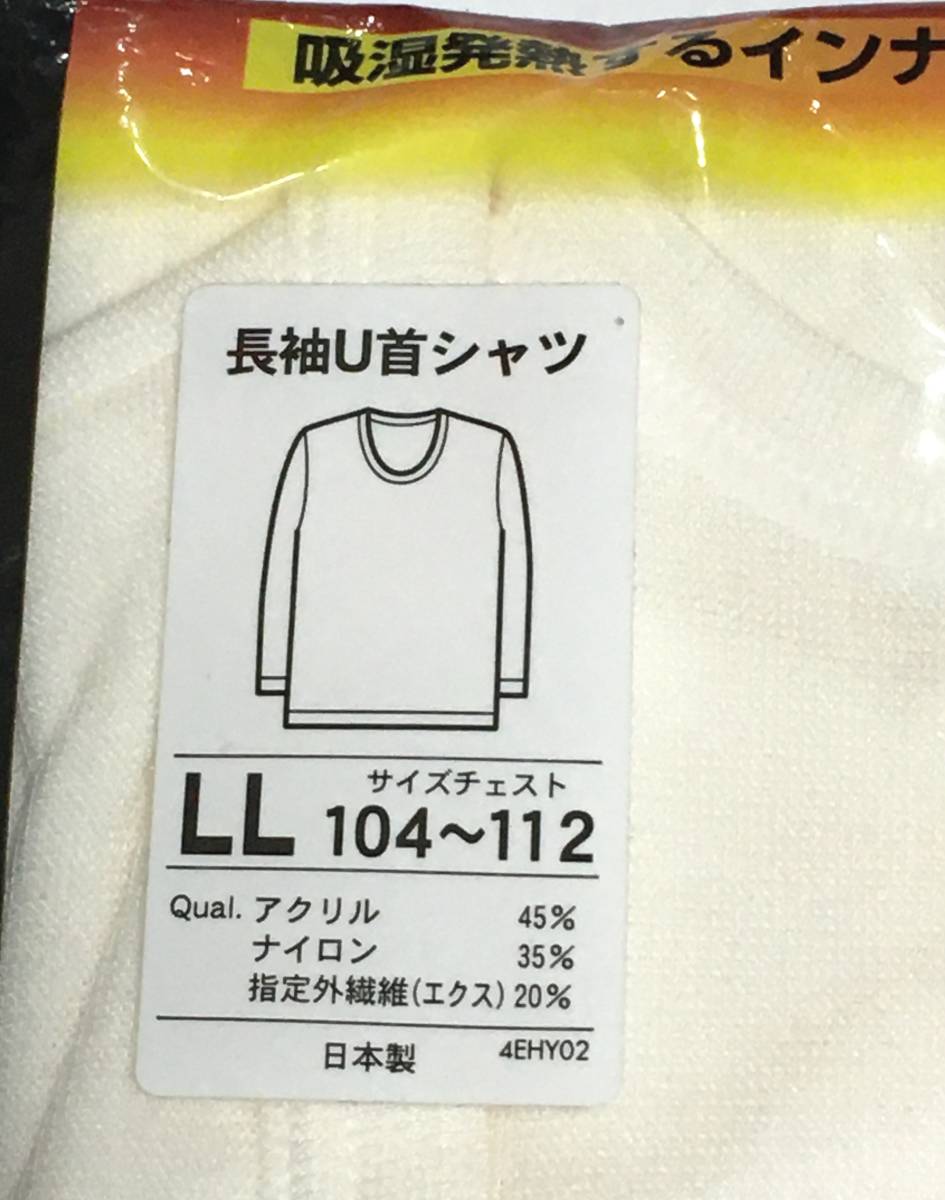 吸湿発熱するインナ
長袖U首シャツ
サイズチェスト
LL 104～112
Qual. アクリル 45%
ナイロン 35%
指定外繊維(エクス) 20%
日本製 4EHY02